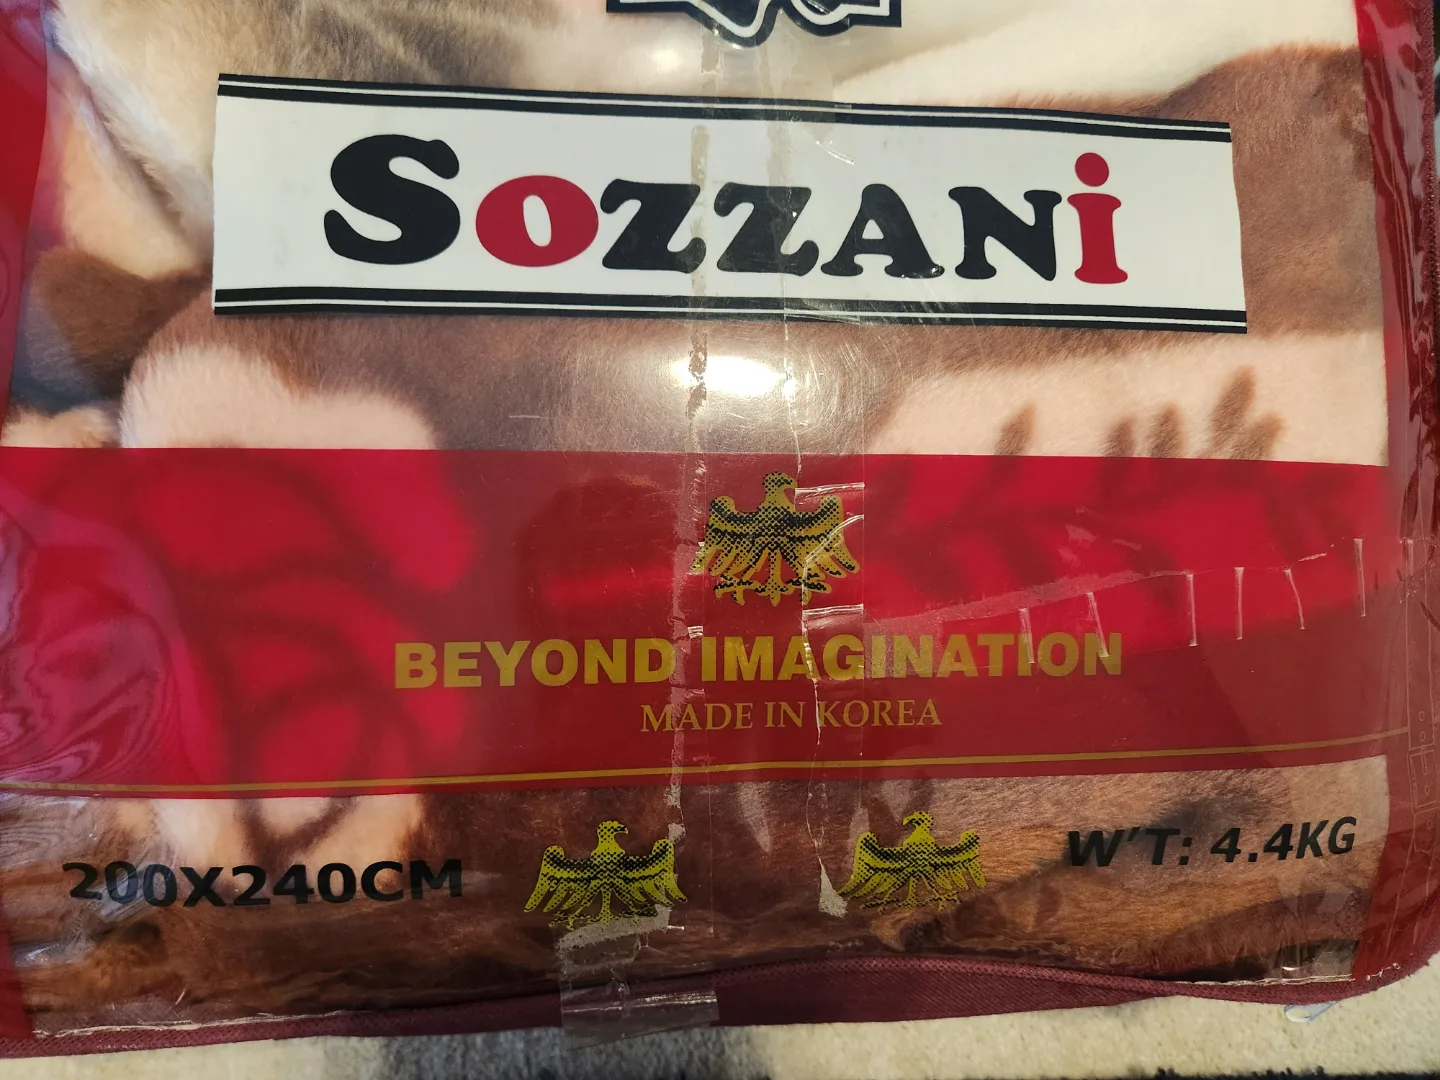 SOZZANi
BEYOND IMAGINATION
MADE IN KOREA
200X240CM
W'T: 4.4KG